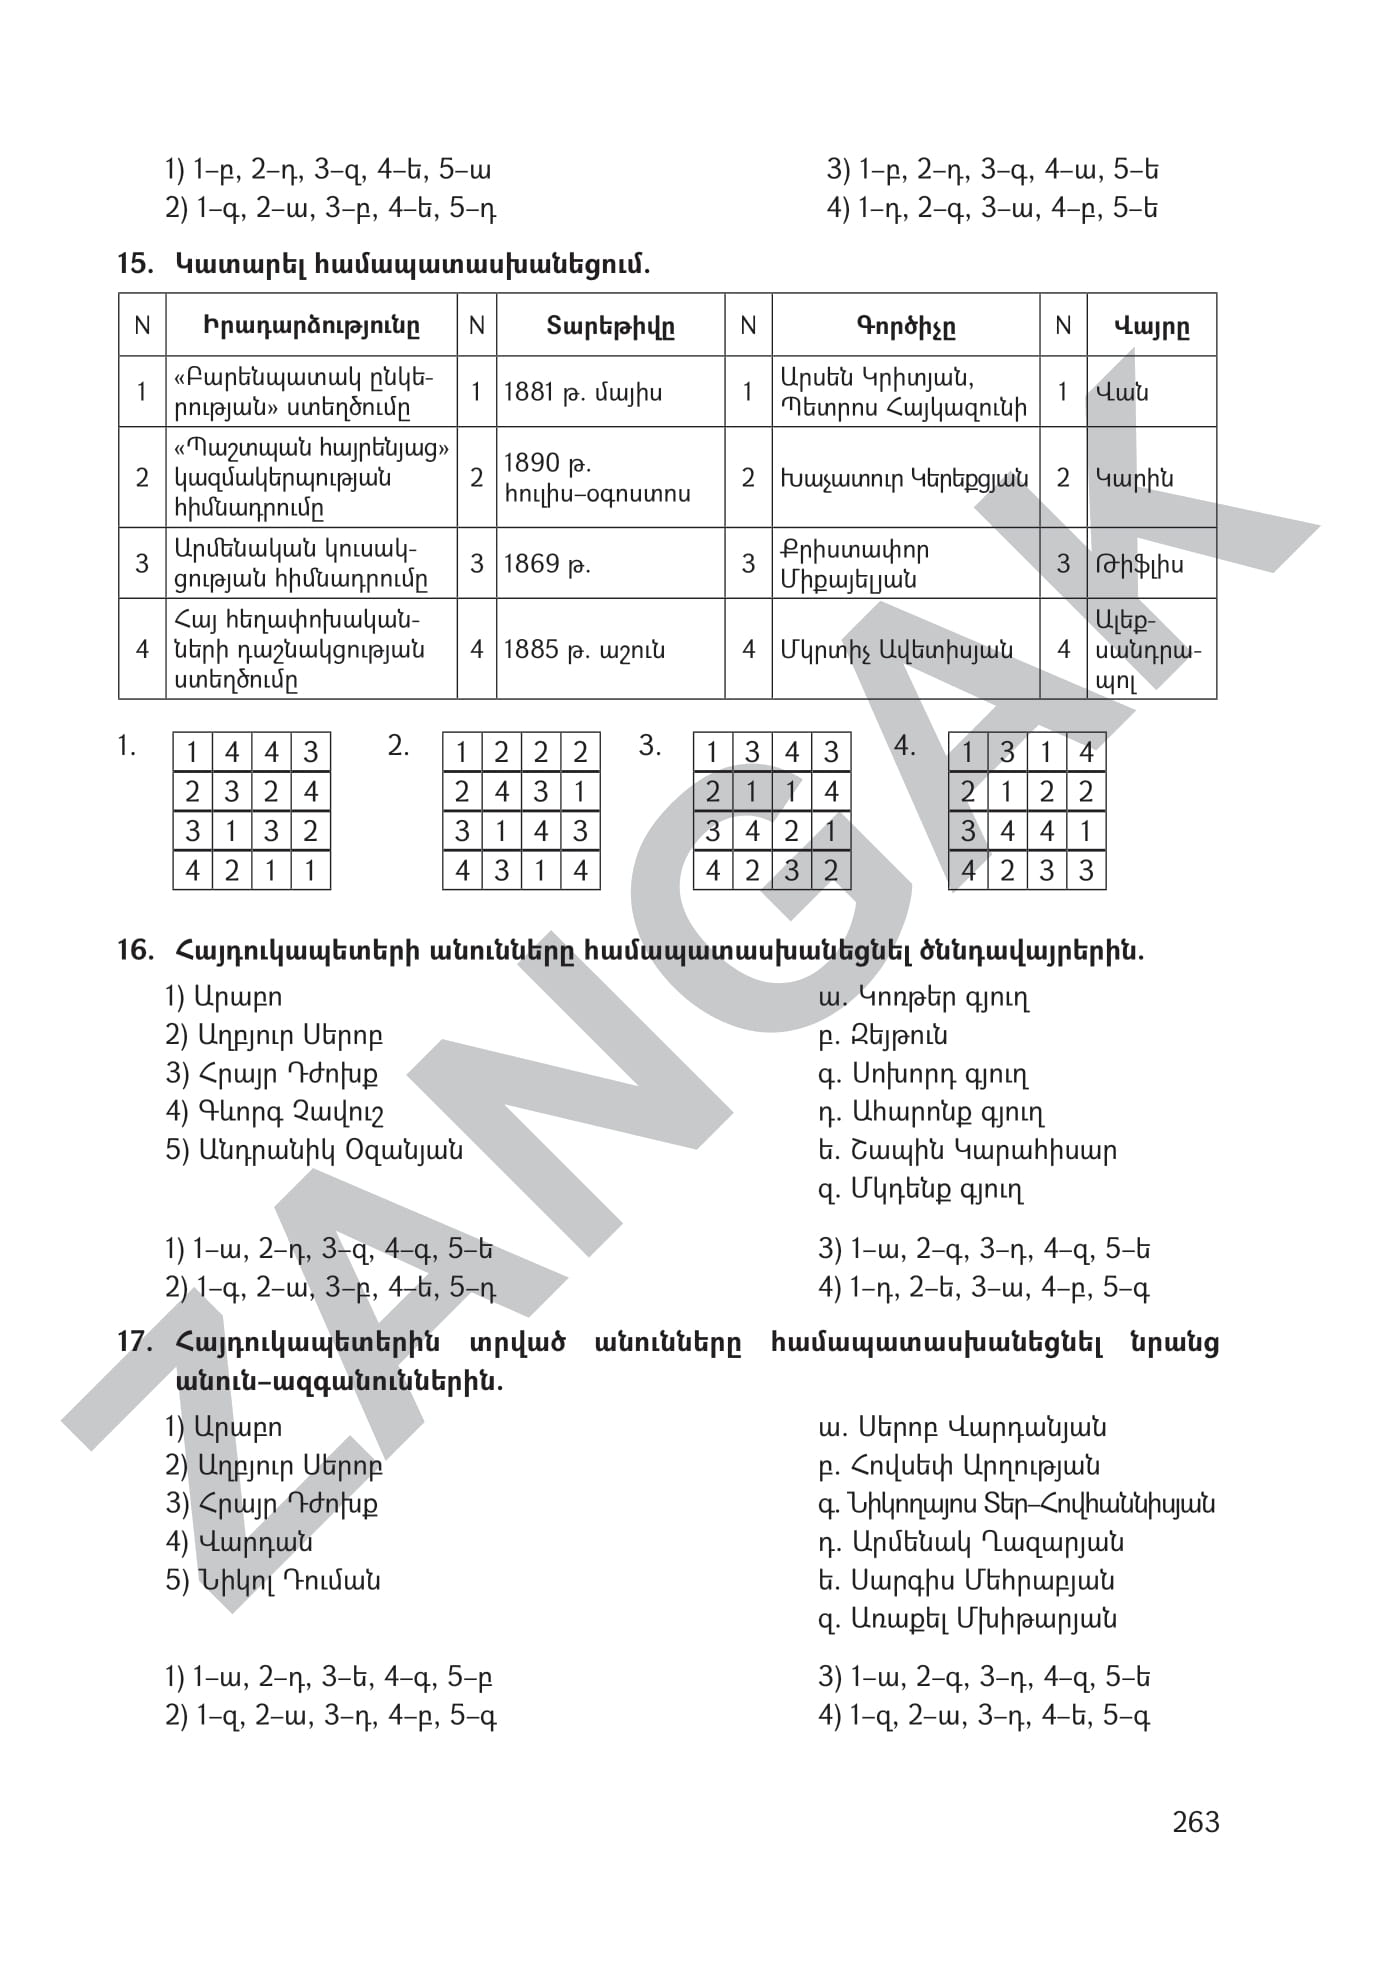 1) 1–բ, 2–դ, 3–զ, 4–ե, 5–ա
3) 1–բ, 2–դ, 3–գ, 4–ա, 5–ե
2) 1–գ, 2–ա, 3–բ, 4–ե, 5–դ
4) 1–դ, 2–գ, 3–ա, 4–բ, 5–ե
15. Կատարել համապատասխանեցում.
N Իրադարձությունը N Տարեթիվը N Գործիչը N Վայրը
1 «Բարենպատակ ընկե-
րության» ստեղծումը 1 1881 թ. մայիս 1 Արսեն Կրիտյան,
Պետրոս Հայկազունի 1 Վան
2 «Պաշտպան հայրենյաց»
կազմակերպության
հիմնադրումը 2 1890 թ.
հուլիս–օգոստոս 2 Խաչատուր Կերեքցյան 2 Կարին
3 Արմենական կուսակ-
ցության հիմնադրումը 3 1869 թ. 3 Քրիստափոր
Միքայելյան 3 Թիֆլիս
4 Հայ հեղափոխական-
ների դաշնակցության
ստեղծումը 4 1885 թ. աշուն 4 Մկրտիչ Ավետիսյան 4 Ալեք-
սանդրա-
պոլ
1.
1 4 4 3
2 3 2 4
3 1 3 2
4 2 1 1
2.
1 2 2 2
2 4 3 1
3 1 4 3
4 3 1 4
3.
1 3 4 3
2 1 1 4
3 4 2 1
4 2 3 2
4.
1 3 1 4
2 1 2 2
3 4 4 1
4 2 3 3
16. Հայդուկապետերի անունները համապատասխանեցնել ծննդավայրերին.
1) Արաբո
2) Աղբյուր Սերոբ
3) Հրայր Դժոխք
4) Գևորգ Չավուշ
5) Անդրանիկ Օզանյան
ա. Կոռթեր գյուղ
բ. Զեյթուն
գ. Սոխորդ գյուղ
դ. Ահարոնք գյուղ
ե. Շապին Կարահիսար
զ. Մկդենք գյուղ
1) 1–ա, 2–դ, 3–զ, 4–գ, 5–ե
3) 1–ա, 2–գ, 3–դ, 4–զ, 5–ե
2) 1–գ, 2–ա, 3–բ, 4–ե, 5–դ
4) 1–դ, 2–ե, 3–ա, 4–բ, 5–գ
17. Հայդուկապետերին տրված անունները համապատասխանեցնել նրանց
անուն–ազգանուններին.
1) Արաբո
2) Աղբյուր Սերոբ
3) Հրայր Դժոխք
4) Վարդան
5) Նիկոլ Դուման
ա. Սերոբ Վարդանյան
բ. Հովսեփ Արղության
գ. Նիկողայոս Տեր–Հովհաննիսյան
դ. Արմենակ Ղազարյան
ե. Սարգիս Մեհրաբյան
զ. Առաքել Մխիթարյան
1) 1–ա, 2–դ, 3–ե, 4–գ, 5–բ
3) 1–ա, 2–գ, 3–դ, 4–զ, 5–ե
2) 1–զ, 2–ա, 3–դ, 4–բ, 5–գ
4) 1–զ, 2–ա, 3–դ, 4–ե, 5–գ
263
ZANGAK